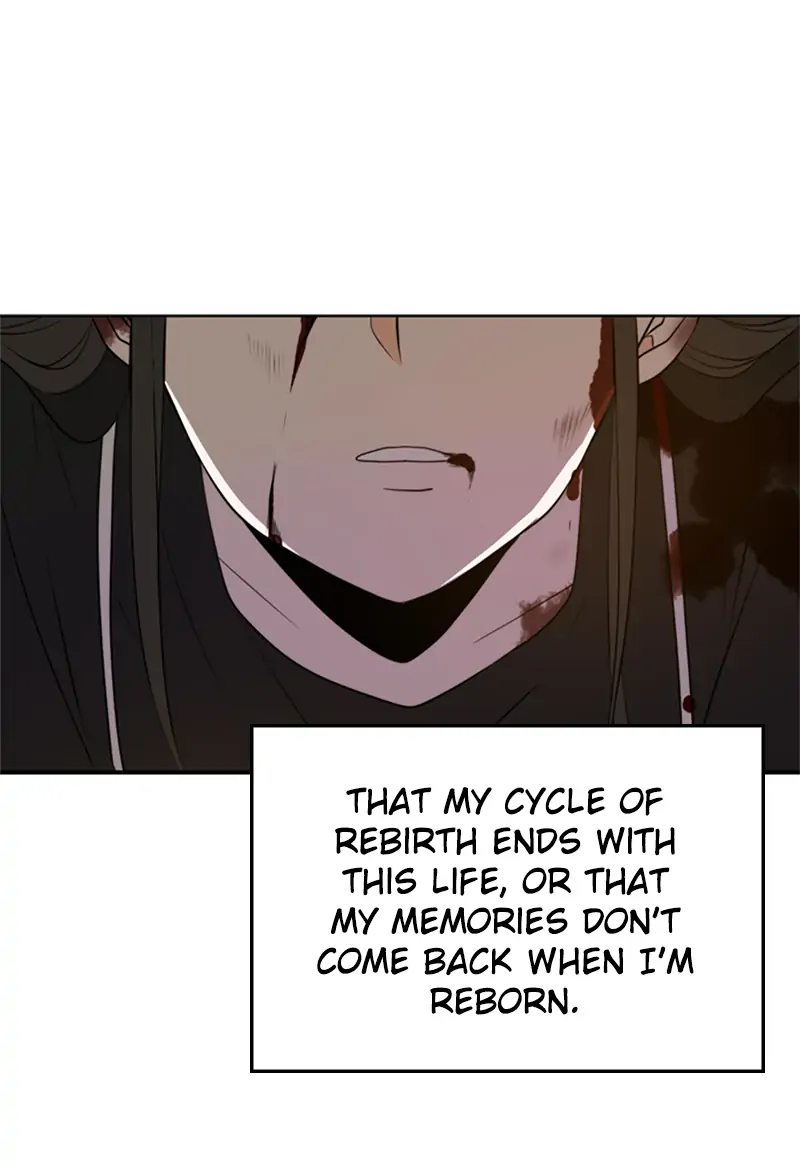 THAT MY CYCLE OF
REBIRTH ENDS WITH
THIS LIFE, OR THAT
MY MEMORIES DON'T
COME BACK WHEN I'M
REBORN.